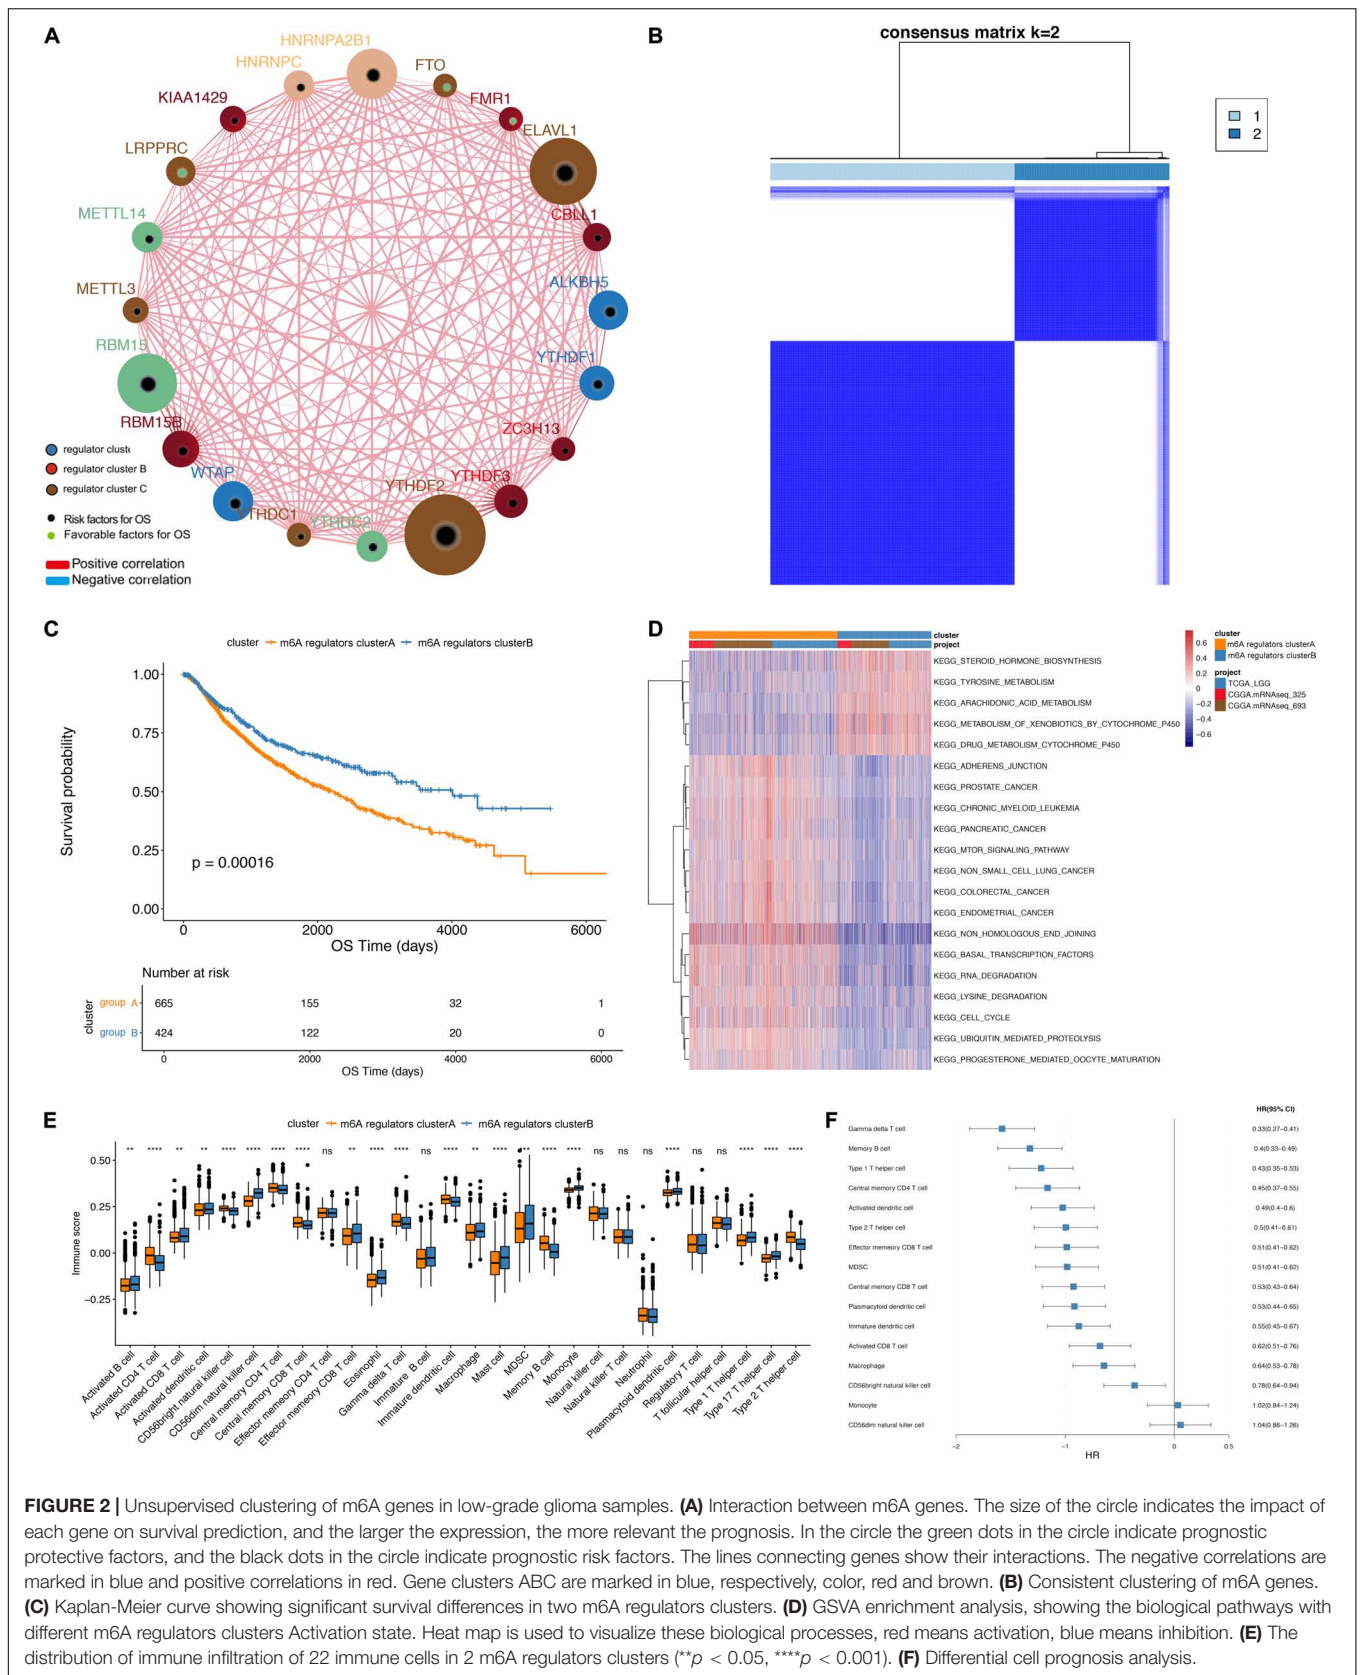 A
HNRNPA2B1
HNRNPC
FTO
KIAA1429
FMR1
ELAVL1
LRPPRC
METTL14
CBLL1
METTL3
ALKBH5
RBM15
YTHDF1
RBM15B
ZC3H13
WTAP
YTHDF3
YTHDF2
YTHDC1
YTHDC2
regulator cluste
regulator cluster B
regulator cluster C
Risk factors for OS
Favorable factors for OS
Positive correlation
Negative correlation
B
consensus matrix k=2
1
2
C
cluster m6A regulators clusterA m6A regulators clusterB
Survival probability
1.00
0.75
0.50
0.25
0.00
p = 0.00016
0 2000 4000 6000
OS Time (days)
Number at risk
cluster
group A 665 155 32 1
group B 424 122 20 0
0 2000 4000 6000
OS Time (days)
D
cluster
project
KEGG_STEROID_HORMONE_BIOSYNTHESIS
KEGG_TYROSINE_METABOLISM
KEGG_ARACHIDONIC_ACID_METABOLISM
KEGG_METABOLISM_OF_XENOBIOTICS_BY_CYTOCHROME_P450
KEGG_DRUG_METABOLISM_CYTOCHROME_P450
KEGG_ADHERENS_JUNCTION
KEGG_PROSTATE_CANCER
KEGG_CHRONIC_MYELOID_LEUKEMIA
KEGG_PANCREATIC_CANCER
KEGG_MTOR_SIGNALING_PATHWAY
KEGG_NON_SMALL_CELL_LUNG_CANCER
KEGG_COLORECTAL_CANCER
KEGG_ENDOMETRIAL_CANCER
KEGG_NON_HOMOLOGOUS_END_JOINING
KEGG_BASAL_TRANSCRIPTION_FACTORS
KEGG_RNA_DEGRADATION
KEGG_LYSINE_DEGRADATION
KEGG_CELL_CYCLE
KEGG_UBIQUITIN_MEDIATED_PROTEOLYSIS
KEGG_PROGESTERONE_MEDIATED_OOCYTE_MATURATION
0.6
0.4
0.2
0
−0.2
−0.4
−0.6
cluster
m6A regulators clusterA
m6A regulators clusterB
project
TCGA_LGG
CGGA.mRNAseq_325
CGGA.mRNAseq_693
E
cluster m6A regulators clusterA m6A regulators clusterB
** **** ** ** **** **** **** **** ns ** **** **** ns **** ** **** **** **** **** ns ns ns **** ns ns **** **** ****
Immune score
0.50
0.25
0.00
−0.25
Activated B cell
Activated CD4 T cell
Activated CD8 T cell
Activated dendritic cell
CD56bright natural killer cell
CD56dim natural killer cell
Central memory CD4 T cell
Central memory CD8 T cell
Effector memeory CD4 T cell
Effector memeory CD8 T cell
Eosinophil
Gamma delta T cell
Immature B cell
Immature dendritic cell
Macrophage
Mast cell
MDSC
Memory B cell
Monocyte
Natural killer cell
Natural killer T cell
Neutrophil
Plasmacytoid dendritic cell
Regulatory T cell
T follicular helper cell
Type 1 T helper cell
Type 17 T helper cell
Type 2 T helper cell
F
HR(95% CI)
Gamma delta T cell 0.33(0.27−0.41)
Memory B cell 0.4(0.33−0.49)
Type 1 T helper cell 0.43(0.35−0.53)
Central memory CD4 T cell 0.45(0.37−0.55)
Activated dendritic cell 0.49(0.4−0.6)
Type 2 T helper cell 0.5(0.41−0.61)
Effector memeory CD8 T cell 0.51(0.41−0.62)
MDSC 0.51(0.41−0.62)
Central memory CD8 T cell 0.53(0.43−0.64)
Plasmacytoid dendritic cell 0.53(0.44−0.65)
Immature dendritic cell 0.55(0.45−0.67)
Activated CD8 T cell 0.62(0.51−0.76)
Macrophage 0.64(0.53−0.78)
CD56bright natural killer cell 0.78(0.64−0.94)
Monocyte 1.02(0.84−1.24)
CD56dim natural killer cell 1.04(0.86−1.26)
−2 −1 0 0.5
HR
FIGURE 2 | Unsupervised clustering of m6A genes in low-grade glioma samples. (A) Interaction between m6A genes. The size of the circle indicates the impact of
each gene on survival prediction, and the larger the expression, the more relevant the prognosis. In the circle the green dots in the circle indicate prognostic
protective factors, and the black dots in the circle indicate prognostic risk factors. The lines connecting genes show their interactions. The negative correlations are
marked in blue and positive correlations in red. Gene clusters ABC are marked in blue, respectively, color, red and brown. (B) Consistent clustering of m6A genes.
(C) Kaplan-Meier curve showing significant survival differences in two m6A regulators clusters. (D) GSVA enrichment analysis, showing the biological pathways with
different m6A regulators clusters Activation state. Heat map is used to visualize these biological processes, red means activation, blue means inhibition. (E) The
distribution of immune infiltration of 22 immune cells in 2 m6A regulators clusters (**p < 0.05, ****p < 0.001). (F) Differential cell prognosis analysis.